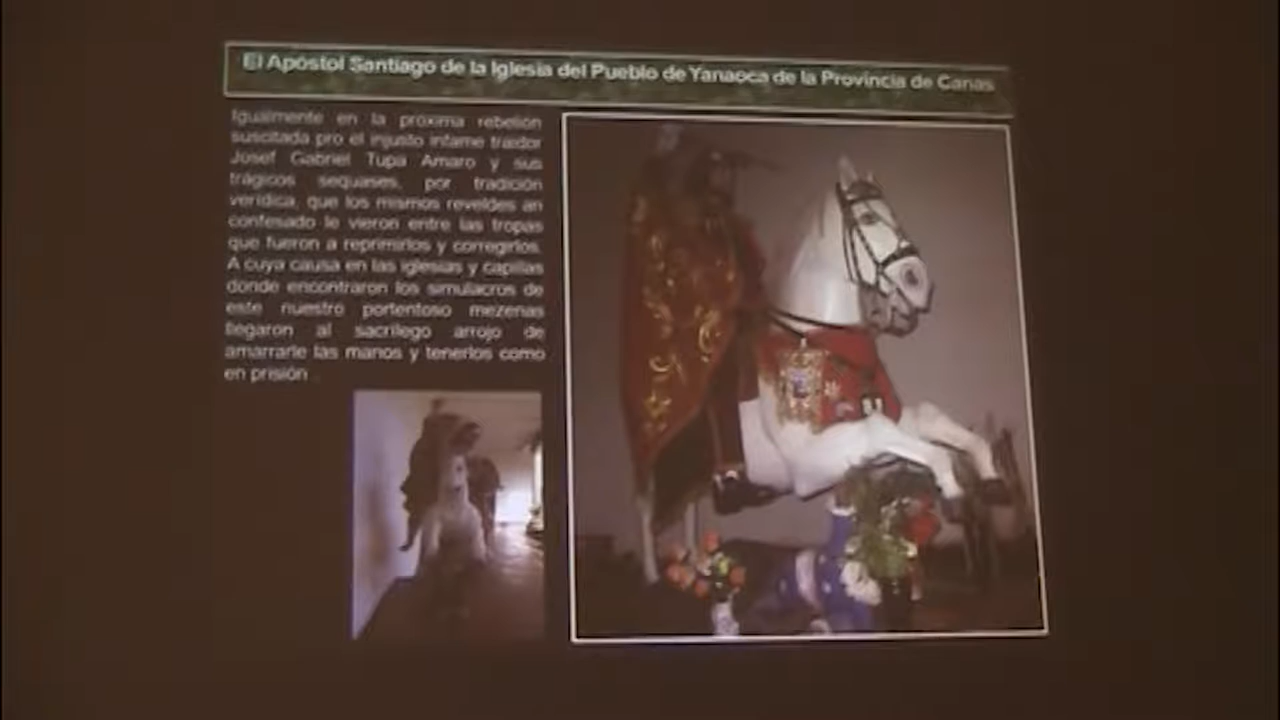 El Apóstol Santiago de la Iglesia del Pueblo de Yanaoca de la Provincia de Canas
Igualmente en la proxima rebelion
suscitada pro el injusto infame traidor
Josef Gabriel Tupa Amaro y sus
trágicos sequases, por tradición
verídica, que los mismos reveldes an
confesado le vieron entre las tropas
que fueron a reprimirlos y corregirlos.
A cuya causa en las iglesias y capillas
donde encontraron los simulacros de
este nuestro portentoso mezenas
llegaron al sacrílego arrojo de
amarrarle las manos y tenerlos como
en prisión